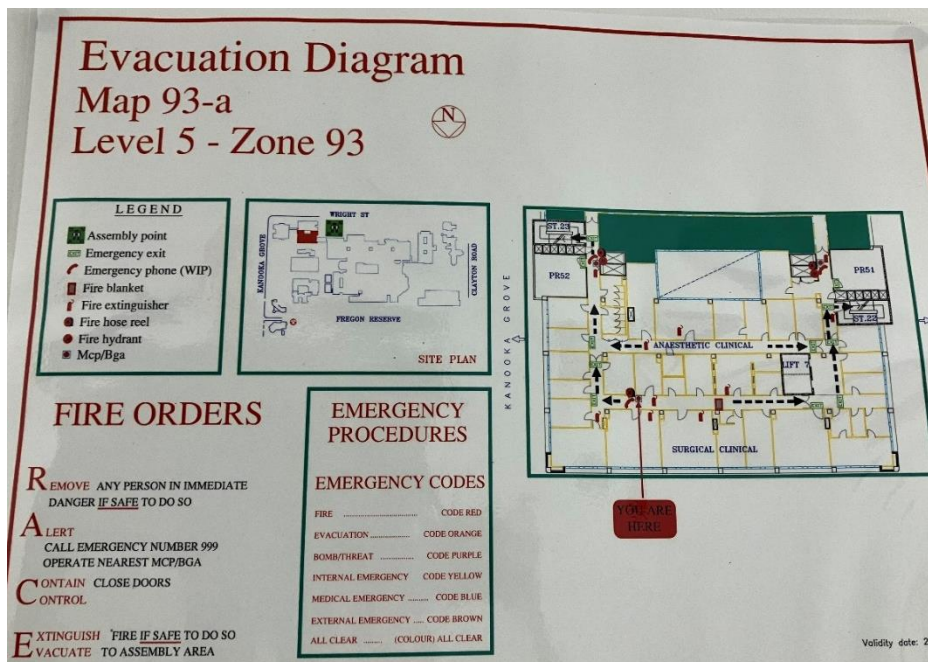 Evacuation Diagram
Map 93-a
Level 5 - Zone 93
N
LEGEND
Assembly point
Emergency exit
Emergency phone (WIP)
Fire blanket
Fire extinguisher
Fire hose reel
Fire hydrant
Mcp/Bga
WRIGHT ST
KANOOKA GROVE
CLAYTON ROAD
FREGON RESERVE
SITE PLAN
KANOOKA GROVE
ST.23
PR52
PR51
ST.22
ANAESTHETIC CLINICAL
LIFT 7
SURGICAL CLINICAL
YOU ARE
HERE
FIRE ORDERS
REMOVE ANY PERSON IN IMMEDIATE
DANGER IF SAFE TO DO SO
ALERT
CALL EMERGENCY NUMBER 999
OPERATE NEAREST MCP/BGA
CONTAIN CLOSE DOORS
CONTROL
EXTINGUISH FIRE IF SAFE TO DO SO
EVACUATE TO ASSEMBLY AREA
EMERGENCY
PROCEDURES
EMERGENCY CODES
FIRE .................................. CODE RED
EVACUATION ............. CODE ORANGE
BOMB/THREAT ........... CODE PURPLE
INTERNAL EMERGENCY CODE YELLOW
MEDICAL EMERGENCY ....... CODE BLUE
EXTERNAL EMERGENCY .... CODE BROWN
ALL CLEAR ....... (COLOUR) ALL CLEAR
Validity date: 2